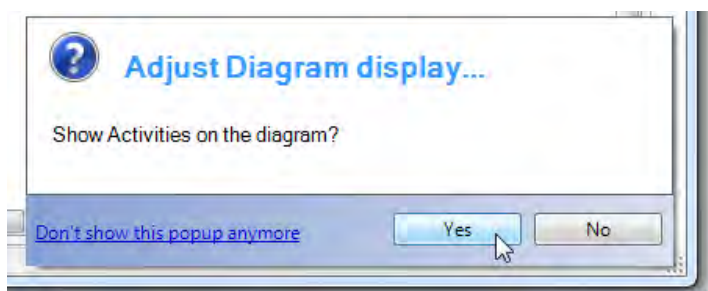 Adjust Diagram display...
Show Activities on the diagram?
Don't show this popup anymore
Yes
No